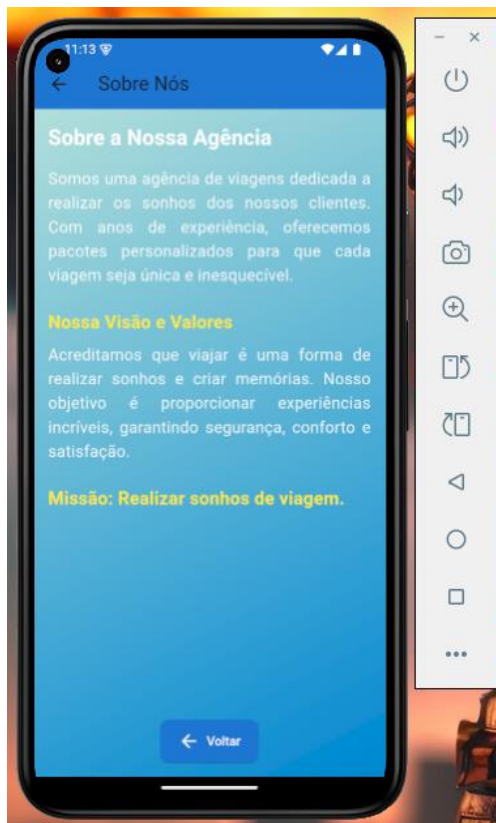 11:13
Sobre Nós
Sobre a Nossa Agência
Somos uma agência de viagens dedicada a
realizar os sonhos dos nossos clientes.
Com anos de experiência, oferecemos
pacotes personalizados para que cada
viagem seja única e inesquecível.
Nossa Visão e Valores
Acreditamos que viajar é uma forma de
realizar sonhos e criar memórias. Nosso
objetivo é proporcionar experiências
incríveis, garantindo segurança, conforto e
satisfação.
Missão: Realizar sonhos de viagem.
Voltar